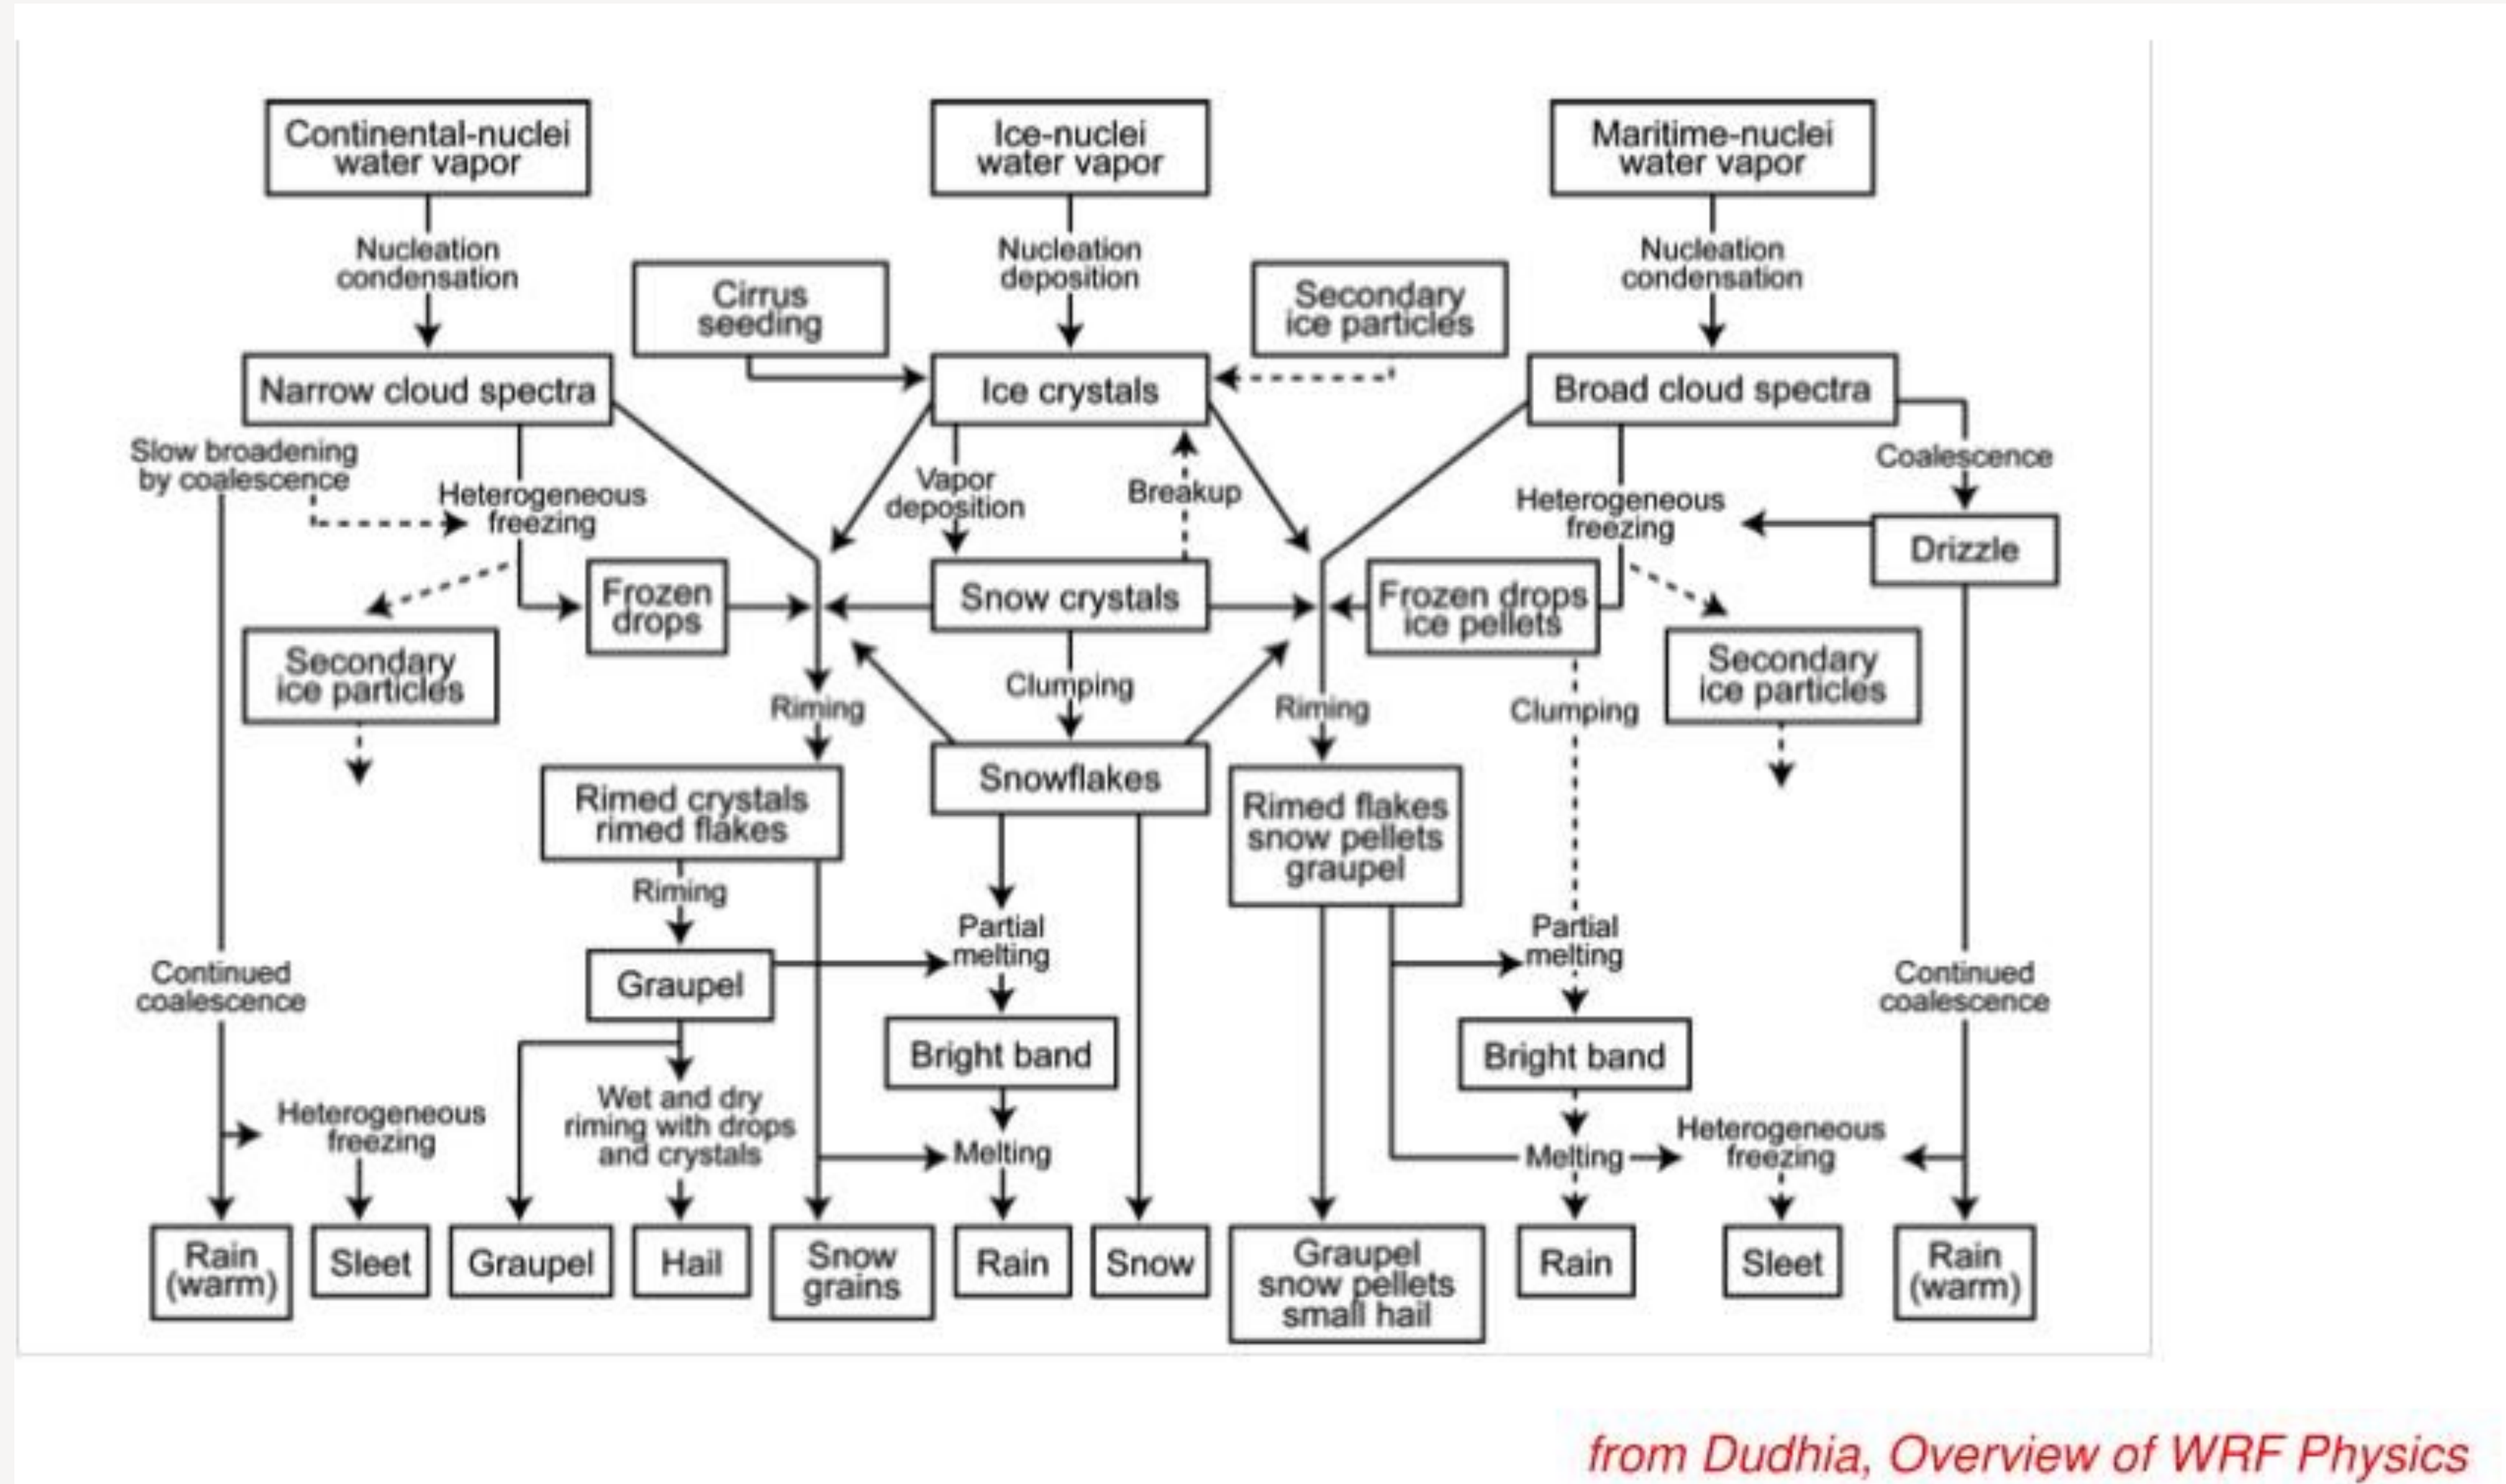 Continental-nuclei
water vapor
Ice-nuclei
water vapor
Maritime-nuclei
water vapor
Nucleation
condensation
Nucleation
deposition
Nucleation
condensation
Cirrus
seeding
Secondary
ice particles
Narrow cloud spectra
Ice crystals
Broad cloud spectra
Slow broadening
by coalescence
Heterogeneous
freezing
Vapor
deposition
Breakup
Heterogeneous
freezing
Coalescence
Drizzle
Frozen
drops
Snow crystals
Frozen drops
ice pellets
Secondary
ice particles
Riming
Clumping
Riming
Clumping
Secondary
ice particles
Rimed crystals
rimed flakes
Snowflakes
Rimed flakes
snow pellets
graupel
Riming
Partial
melting
Partial
melting
Continued
coalescence
Graupel
Continued
coalescence
Bright band
Bright band
Heterogeneous
freezing
Wet and dry
riming with drops
and crystals
Melting
Melting
Heterogeneous
freezing
Rain
(warm)
Sleet
Graupel
Hail
Snow
grains
Rain
Snow
Graupel
snow pellets
small hail
Rain
Sleet
Rain
(warm)
from Dudhia, Overview of WRF Physics